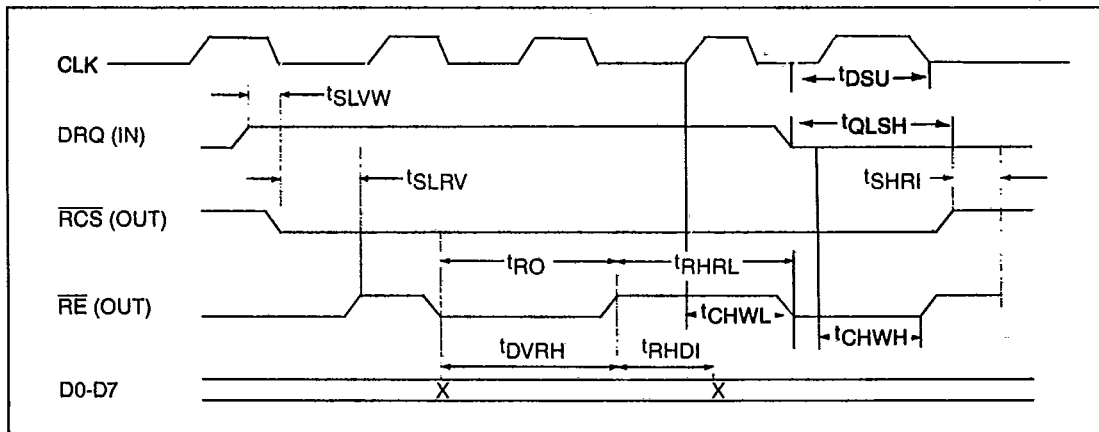 CLK
tDSU
tSLVW
DRQ (IN)
tQLSH
tSLRV
tSHRI
RCS (OUT)
tRO
tRHRL
RE (OUT)
tCHWL
tCHWH
tDVRH
tRHDI
D0-D7
X
X